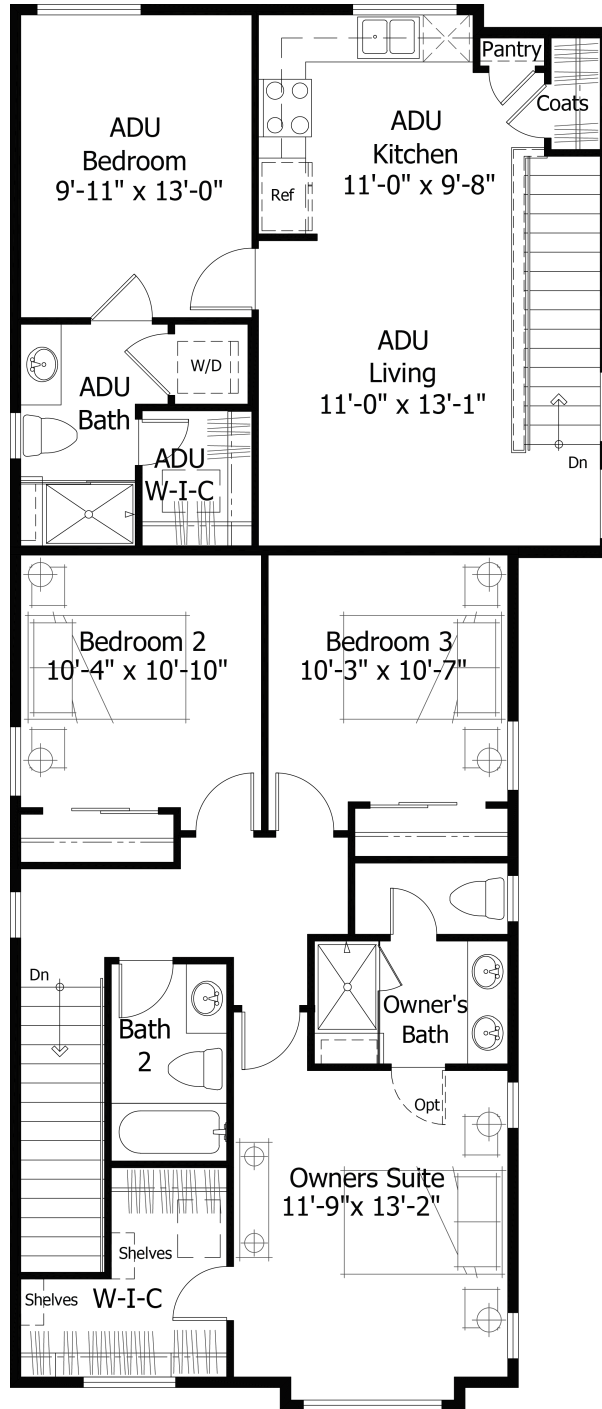 Pantry
Coats
ADU
Bedroom
9'-11" x 13'-0"
ADU
Kitchen
11'-0" x 9'-8"
Ref
ADU
Living
11'-0" x 13'-1"
W/D
ADU
Bath
ADU
W-I-C
Dn
Bedroom 2
10'-4" x 10'-10"
Bedroom 3
10'-3" x 10'-7"
Dn
Bath
2
Owner's
Bath
Opt
Owners Suite
11'-9"x 13'-2"
Shelves
Shelves
W-I-C